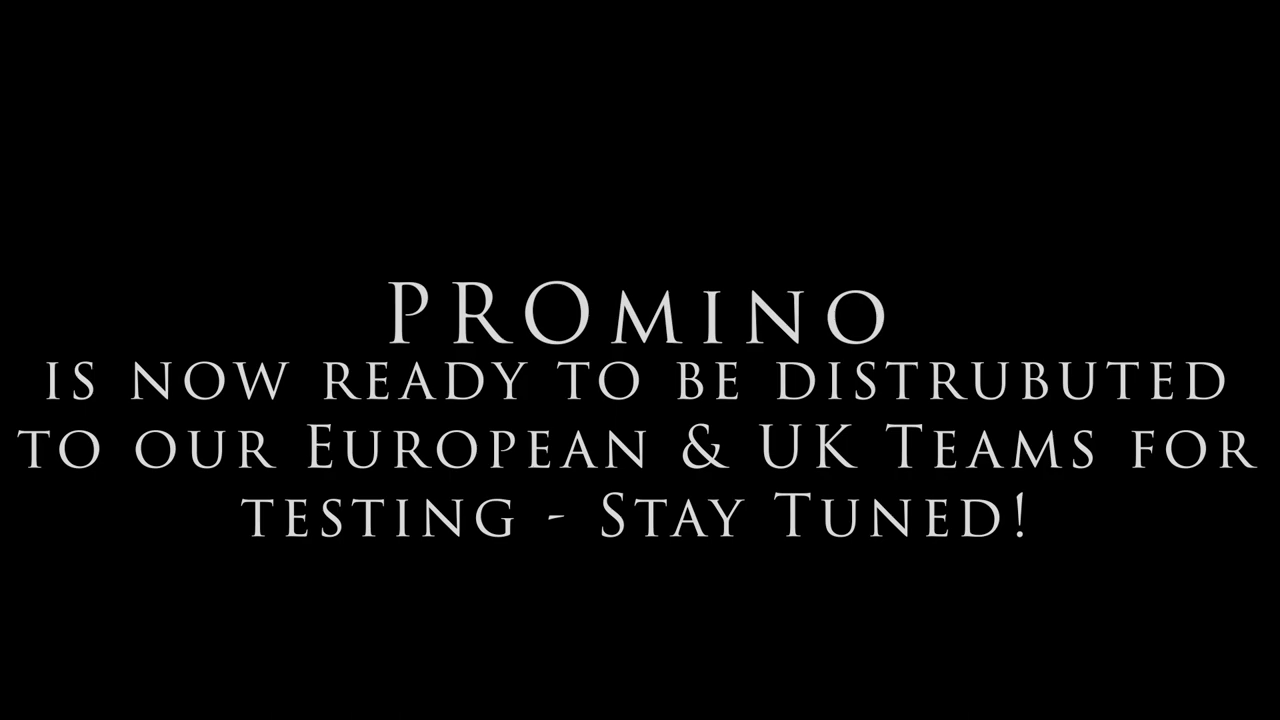 PROmino
is now ready to be distrubuted
to our European & UK Teams for
testing - Stay Tuned!